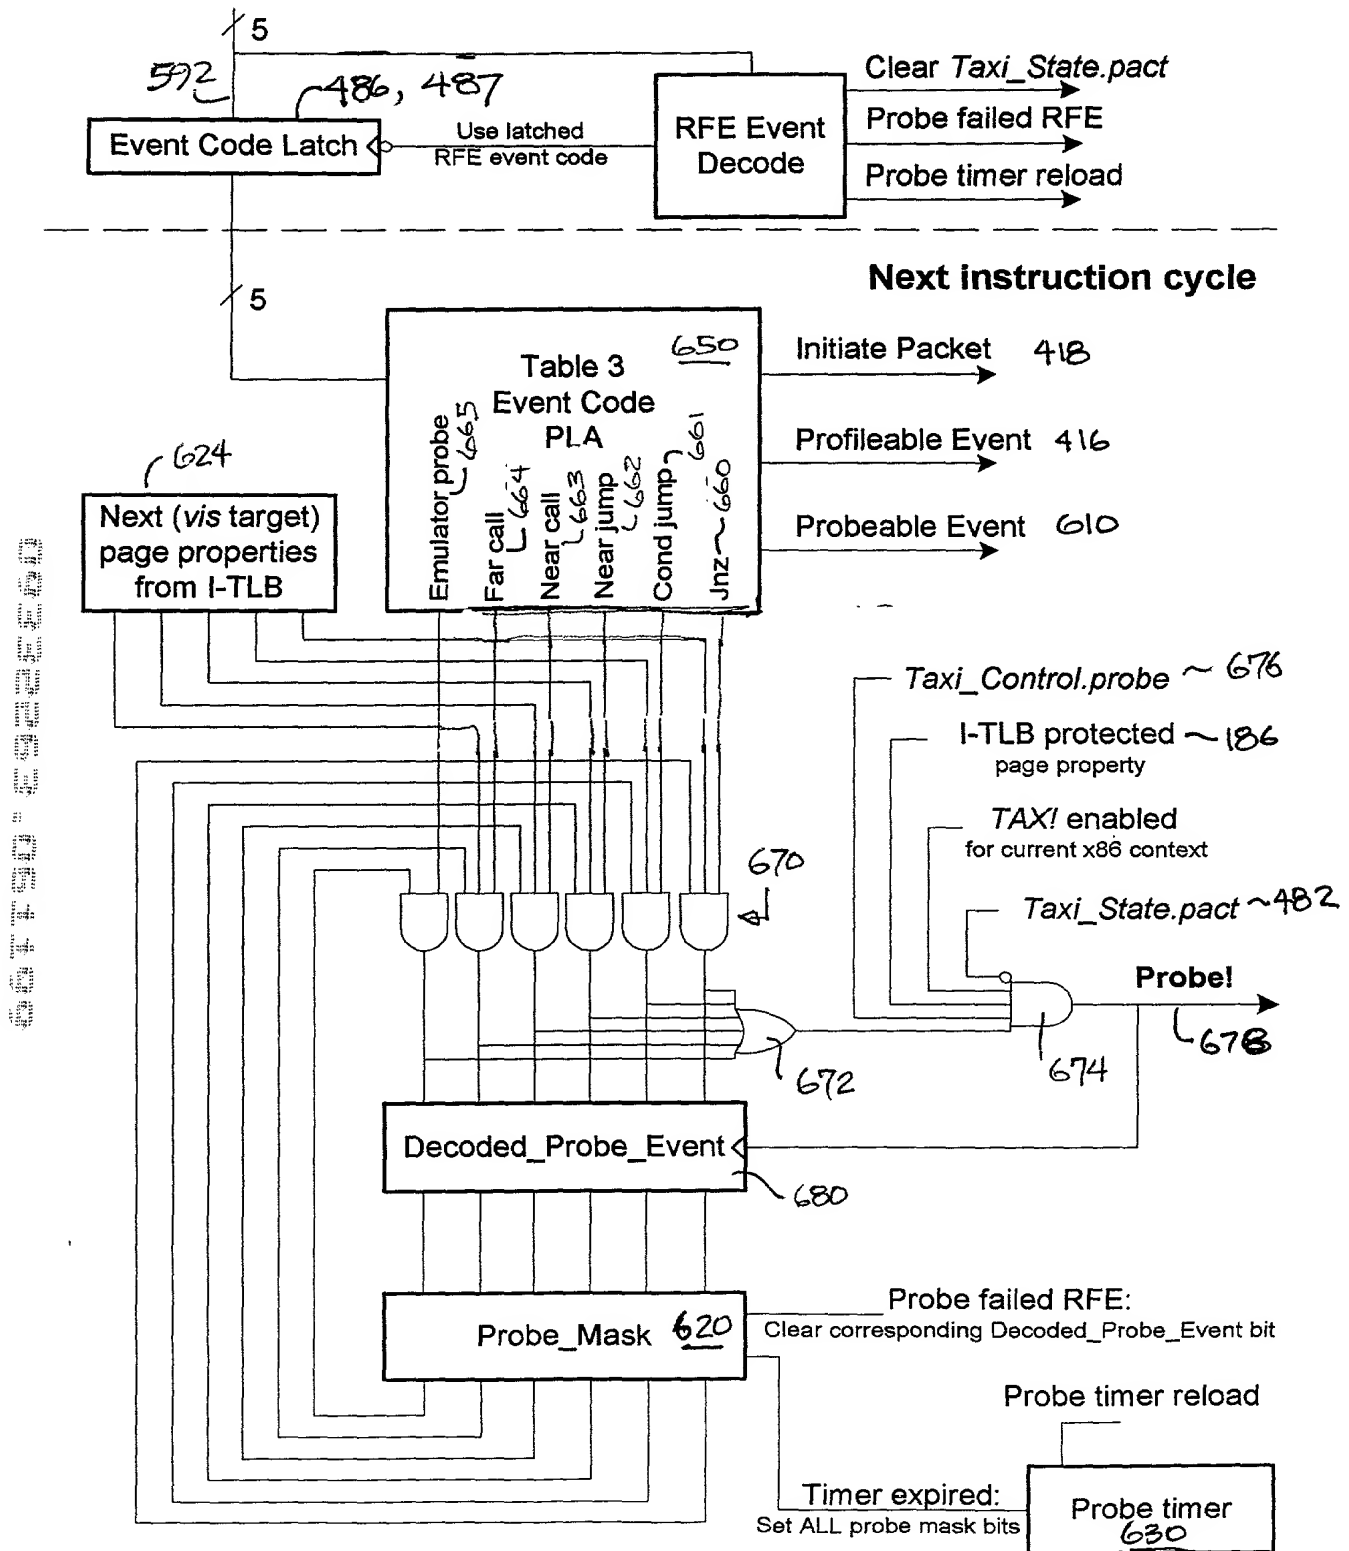 5
592
486, 487
Event Code Latch
Use latched
RFE event code
RFE Event
Decode
Clear Taxi_State.pact
Probe failed RFE
Probe timer reload
Next instruction cycle
5
650
Table 3
Event Code
PLA
Emulator probe
665
Far call
664
Near call
663
Near jump
662
Cond jump
661
Jnz
660
Initiate Packet 418
Profileable Event 416
Probeable Event 610
624
Next (vis target)
page properties
from I-TLB
Taxi_Control.probe 676
I-TLB protected 186
page property
TAX! enabled
for current x86 context
Taxi_State.pact 482
670
Probe!
678
674
672
Decoded_Probe_Event
680
Probe_Mask 620
Probe failed RFE:
Clear corresponding Decoded_Probe_Event bit
Probe timer reload
Timer expired:
Set ALL probe mask bits
Probe timer
630